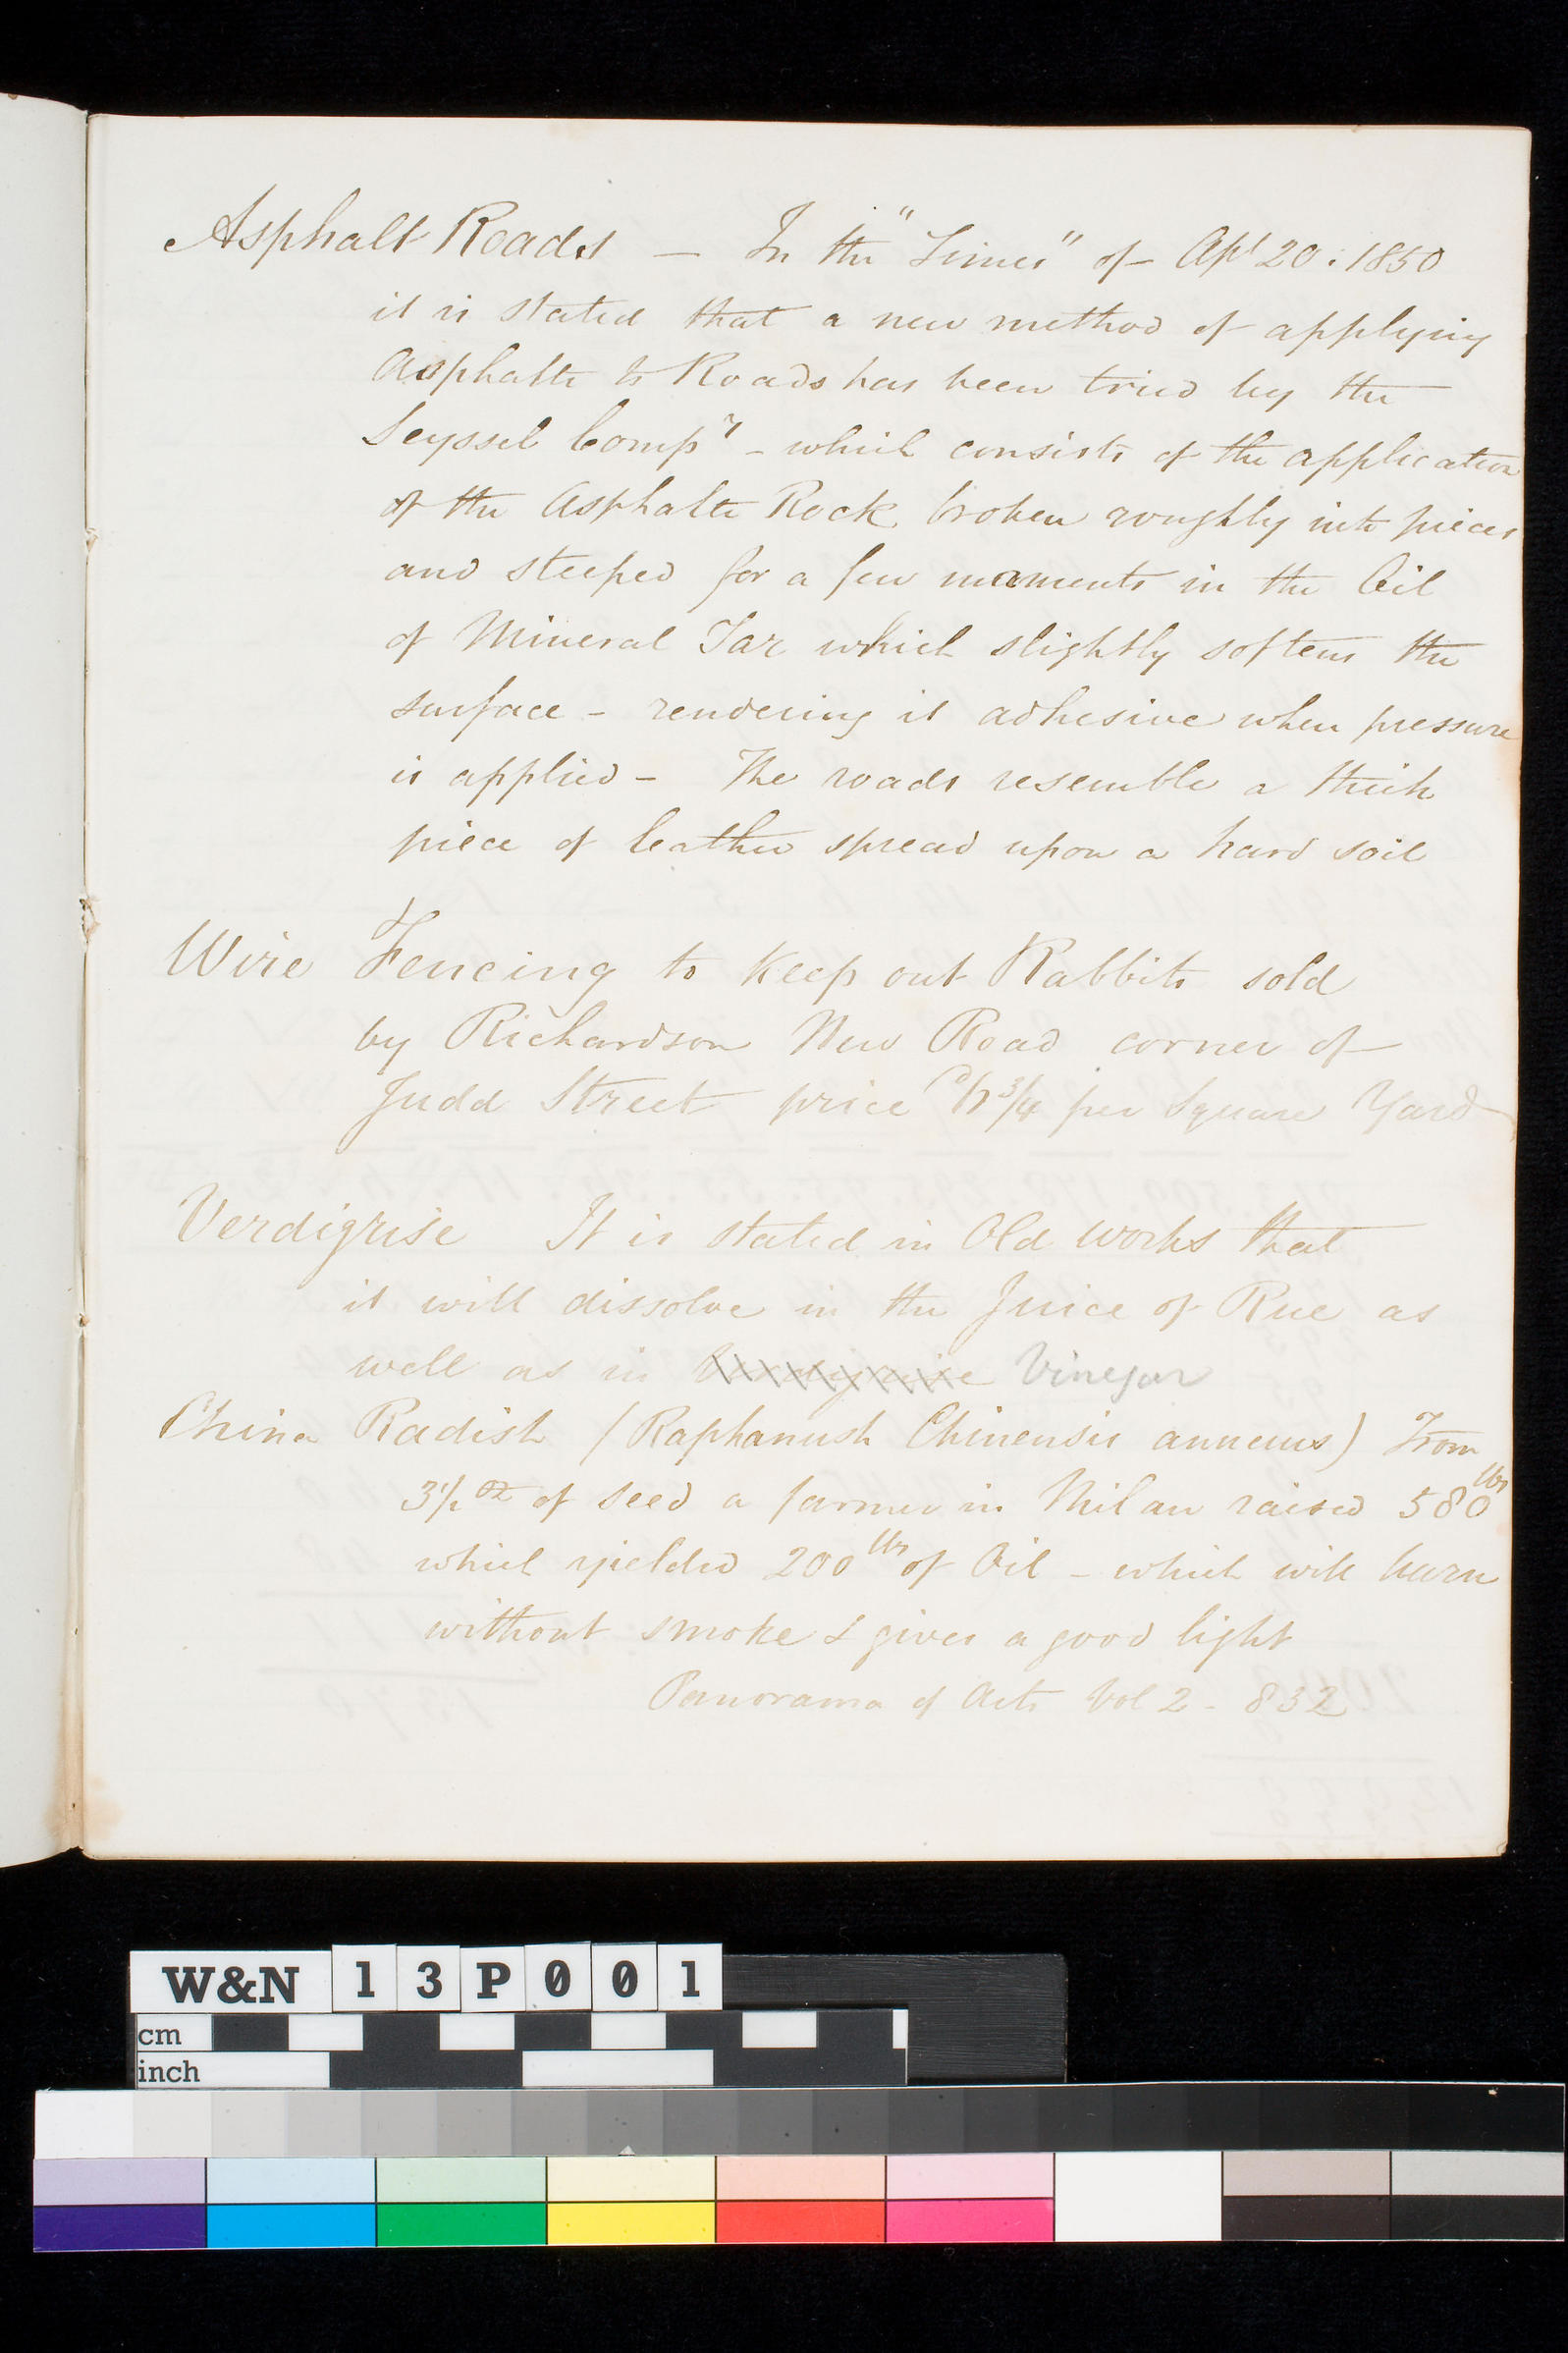 Asphalt Roads — In the "Times" of Apl 20. 1850
it is stated that a new method of applying
Asphalte to Roads has been tried by the
Seyssel Compy - which consists of the application
of the Asphalte Rock broken roughly into pieces
and steeped for a few moments in the Oil
of Mineral Tar which slightly softens the
surface - rendering it adhesive when pressure
is applied - The roads resemble a thick
piece of leather spread upon a hard soil
Wire Fencing to Keep out Rabbits sold
by Richardson New Road corner of
Judd Street price 3/4 per Square Yard
Verdigrise It is stated in Old works that
it will dissolve in the Juice of Rue as
well as in Verdigrise Vinegar
China Radish (Raphanush Chinensis annuus) From
3 1/2 oz of seed a farmer in Milan raised 580 lbs
which yielded 200 lbs of Oil - which will burn
without smoke & gives a good light
Panorama of Arts Vol 2 - 832
W&N 13P001
cm
inch